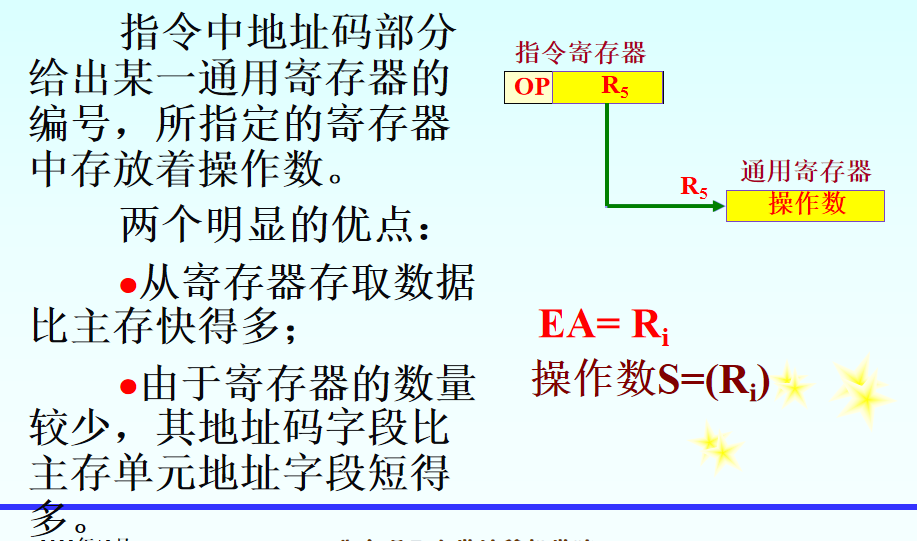 指令中地址码部分
给出某一通用寄存器的
编号，所指定的寄存器
中存放着操作数。
两个明显的优点：
●从寄存器存取数据
比主存快得多；
●由于寄存器的数量
较少，其地址码字段比
主存单元地址字段短得
多。
指令寄存器
OP R5
R5
通用寄存器
操作数
EA= Ri
操作数S=(Ri)